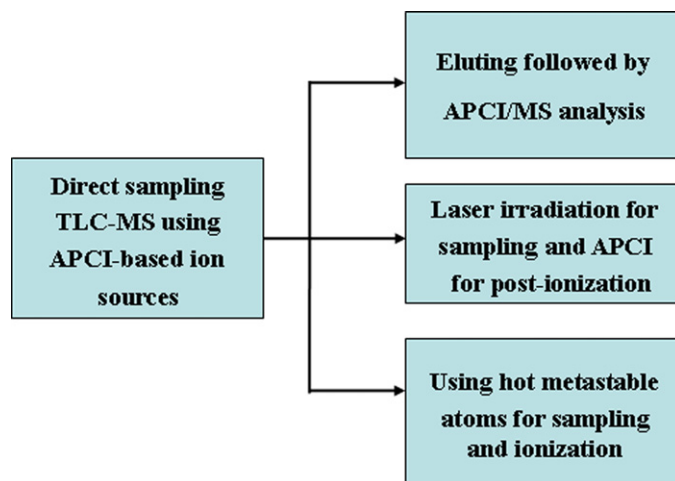 Direct sampling
TLC-MS using
APCI-based ion
sources
Eluting followed by
APCI/MS analysis
Laser irradiation for
sampling and APCI
for post-ionization
Using hot metastable
atoms for sampling
and ionization